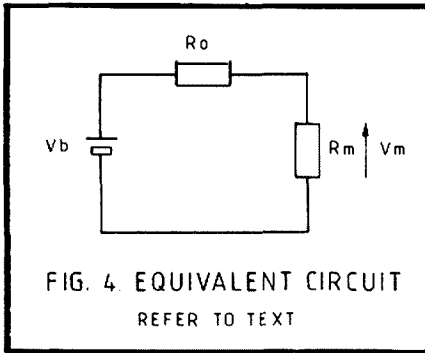 Ro
Vb
Rm Vm
FIG. 4. EQUIVALENT CIRCUIT
REFER TO TEXT